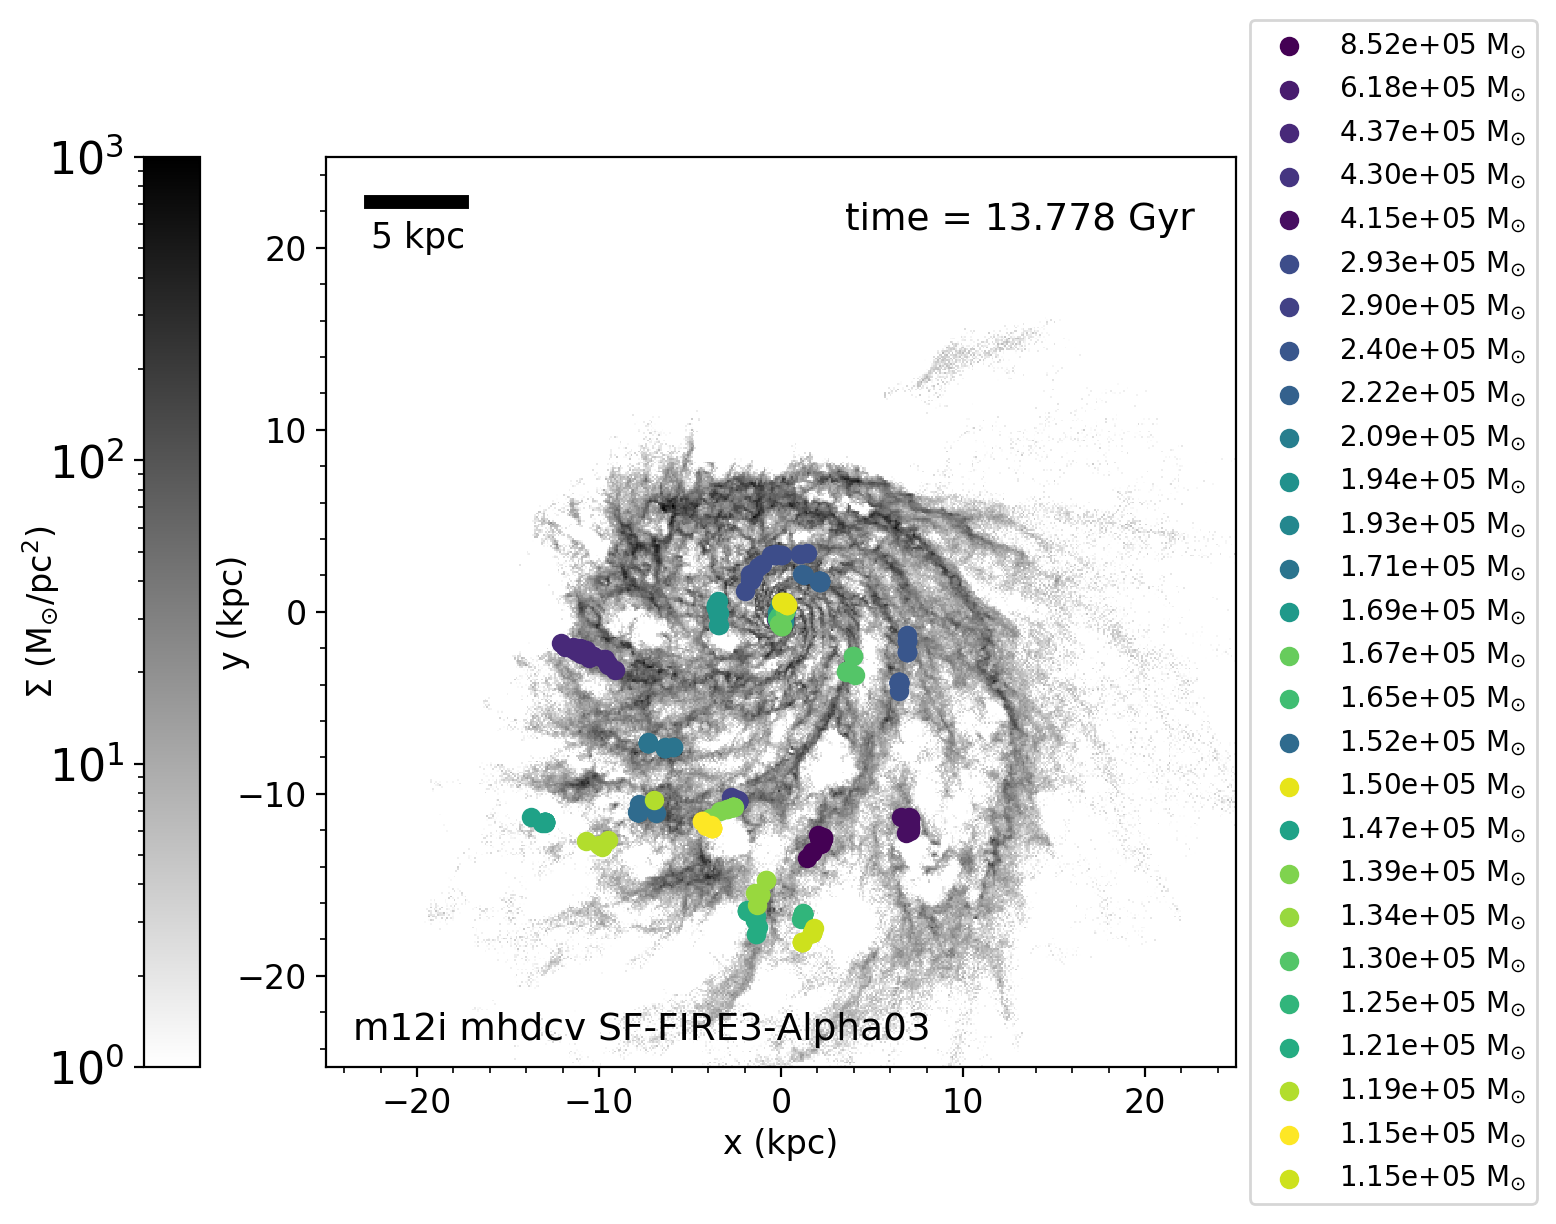 10³
10²
10¹
10⁰
Σ (M⊙/pc²)
y (kpc)
20
10
0
−10
−20
5 kpc
time = 13.778 Gyr
m12i mhdcv SF-FIRE3-Alpha03
−20 −10 0 10 20
x (kpc)
8.52e+05 M⊙
6.18e+05 M⊙
4.37e+05 M⊙
4.30e+05 M⊙
4.15e+05 M⊙
2.93e+05 M⊙
2.90e+05 M⊙
2.40e+05 M⊙
2.22e+05 M⊙
2.09e+05 M⊙
1.94e+05 M⊙
1.93e+05 M⊙
1.71e+05 M⊙
1.69e+05 M⊙
1.67e+05 M⊙
1.65e+05 M⊙
1.52e+05 M⊙
1.50e+05 M⊙
1.47e+05 M⊙
1.39e+05 M⊙
1.34e+05 M⊙
1.30e+05 M⊙
1.25e+05 M⊙
1.21e+05 M⊙
1.19e+05 M⊙
1.15e+05 M⊙
1.15e+05 M⊙